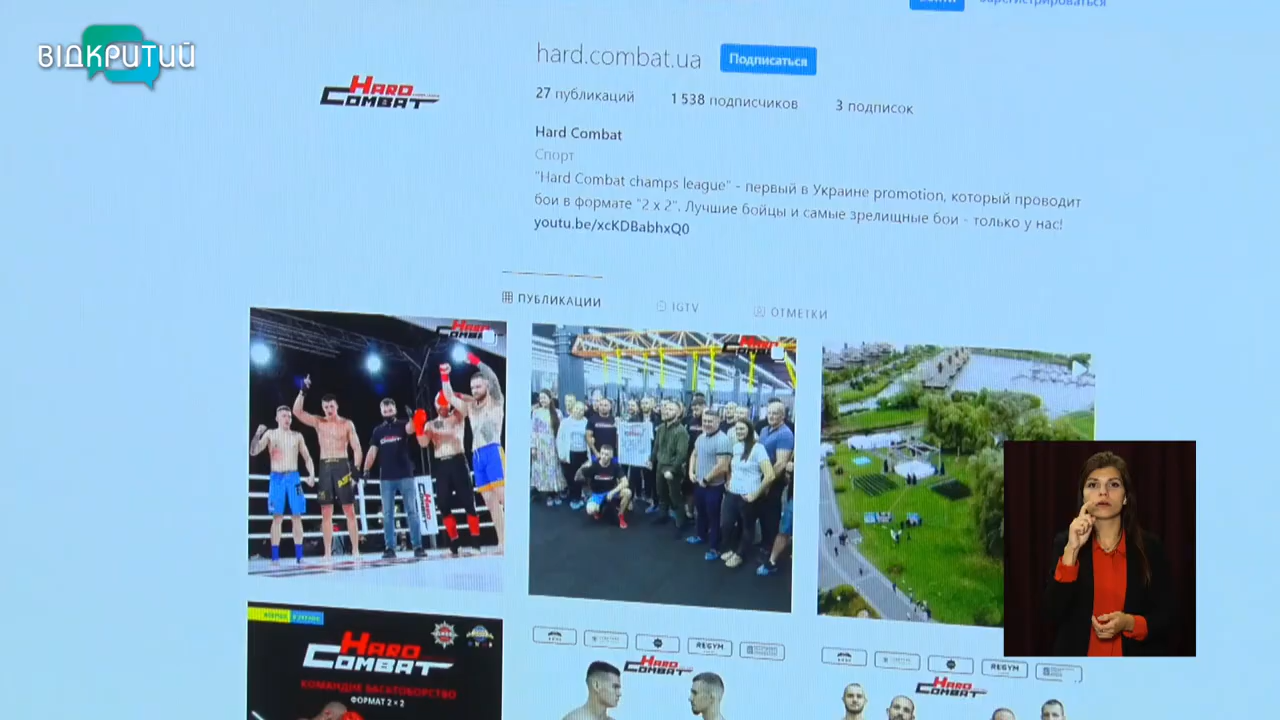 ВІДКРИТИЙ
Зарегистрироваться
HARD
COMBAT
hard.combat.ua
Подписаться
27 публикаций
1 538 подписчиков
3 подписок
Hard Combat
Спорт
"Hard Combat champs league" - первый в Украине promotion, который проводит
бои в формате "2 x 2". Лучшие бойцы и самые зрелищные бои - только у нас!
youtu.be/xcKDBabhxQ0
ПУБЛИКАЦИИ
IGTV
ОТМЕТКИ
HARD
COMBAT
HARD
COMBAT
HARD
COMBAT
КОМАНДНЕ БАГАТОБОРСТВО
ФОРМАТ 2 × 2
REGYM
HARD
COMBAT
REGYM
HARD
COMBAT